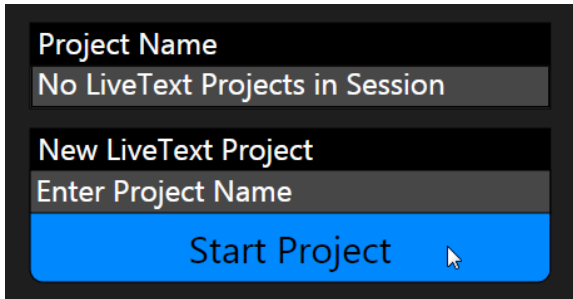 Project Name
No LiveText Projects in Session
New LiveText Project
Enter Project Name
Start Project